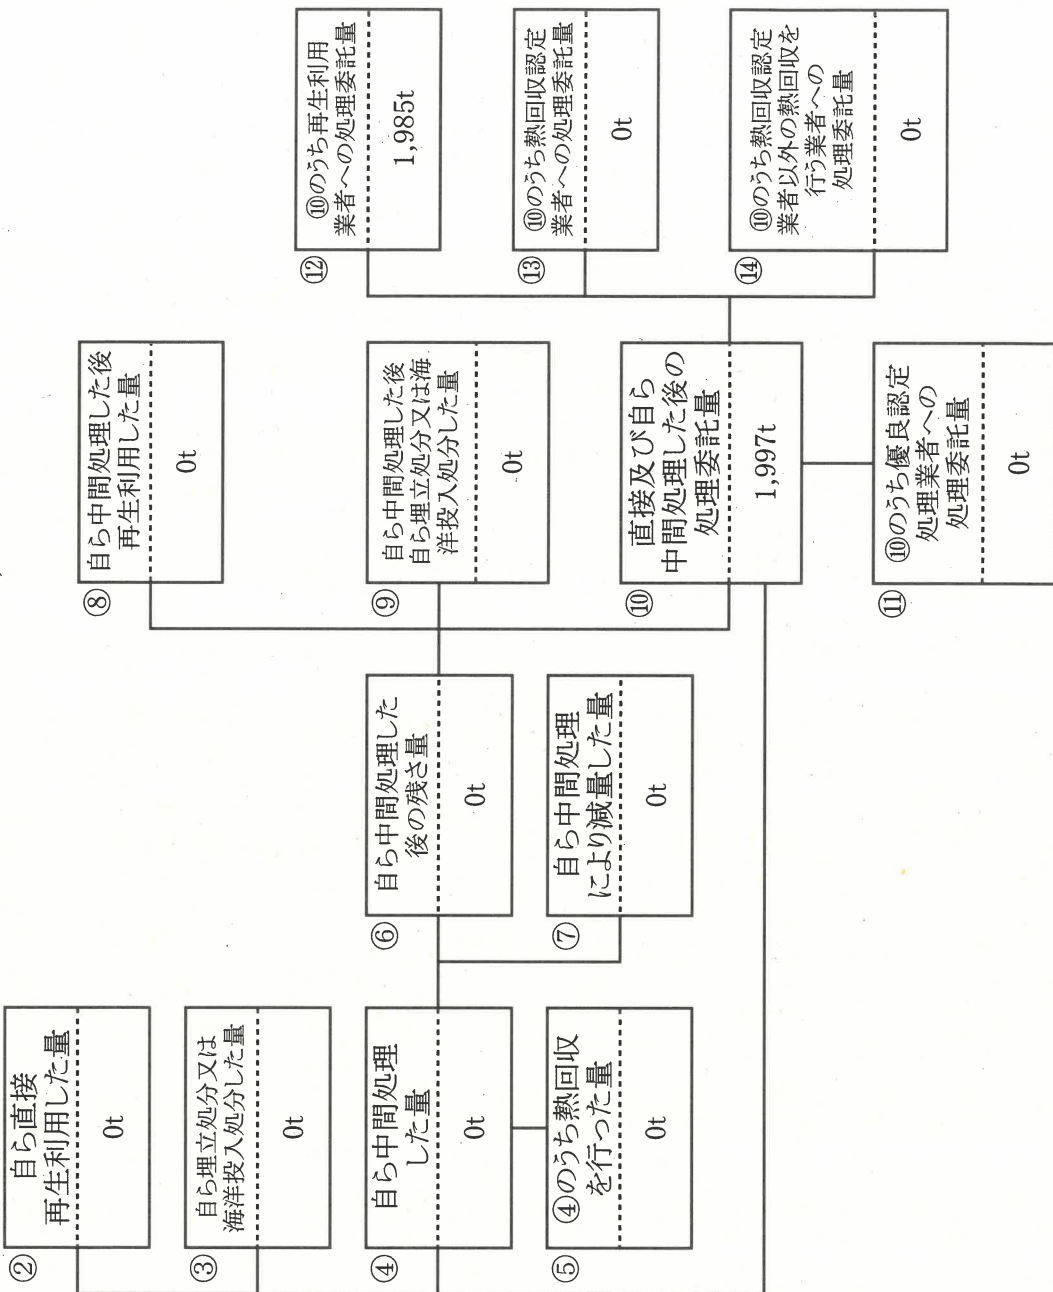 ②
自ら直接
再生利用した量
0t
③
自ら埋立処分又は
海洋投入処分した量
0t
④
自ら中間処理
した量
0t
⑤
④のうち熱回収
を行った量
0t
⑥
自ら中間処理した
後の残さ量
0t
⑦
自ら中間処理
により減量した量
0t
⑧
自ら中間処理した後
再生利用した量
0t
⑨
自ら中間処理した後
自ら埋立処分又は海
洋投入処分した量
0t
⑩
直接及び自ら
中間処理した後の
処理委託量
1,997t
⑪
⑩のうち優良認定
処理業者への
処理委託量
0t
⑫
⑩のうち再生利用
業者への処理委託量
1,985t
⑬
⑩のうち熱回収認定
業者への処理委託量
0t
⑭
⑩のうち熱回収認定
業者以外の熱回収を
行う業者への
処理委託量
0t